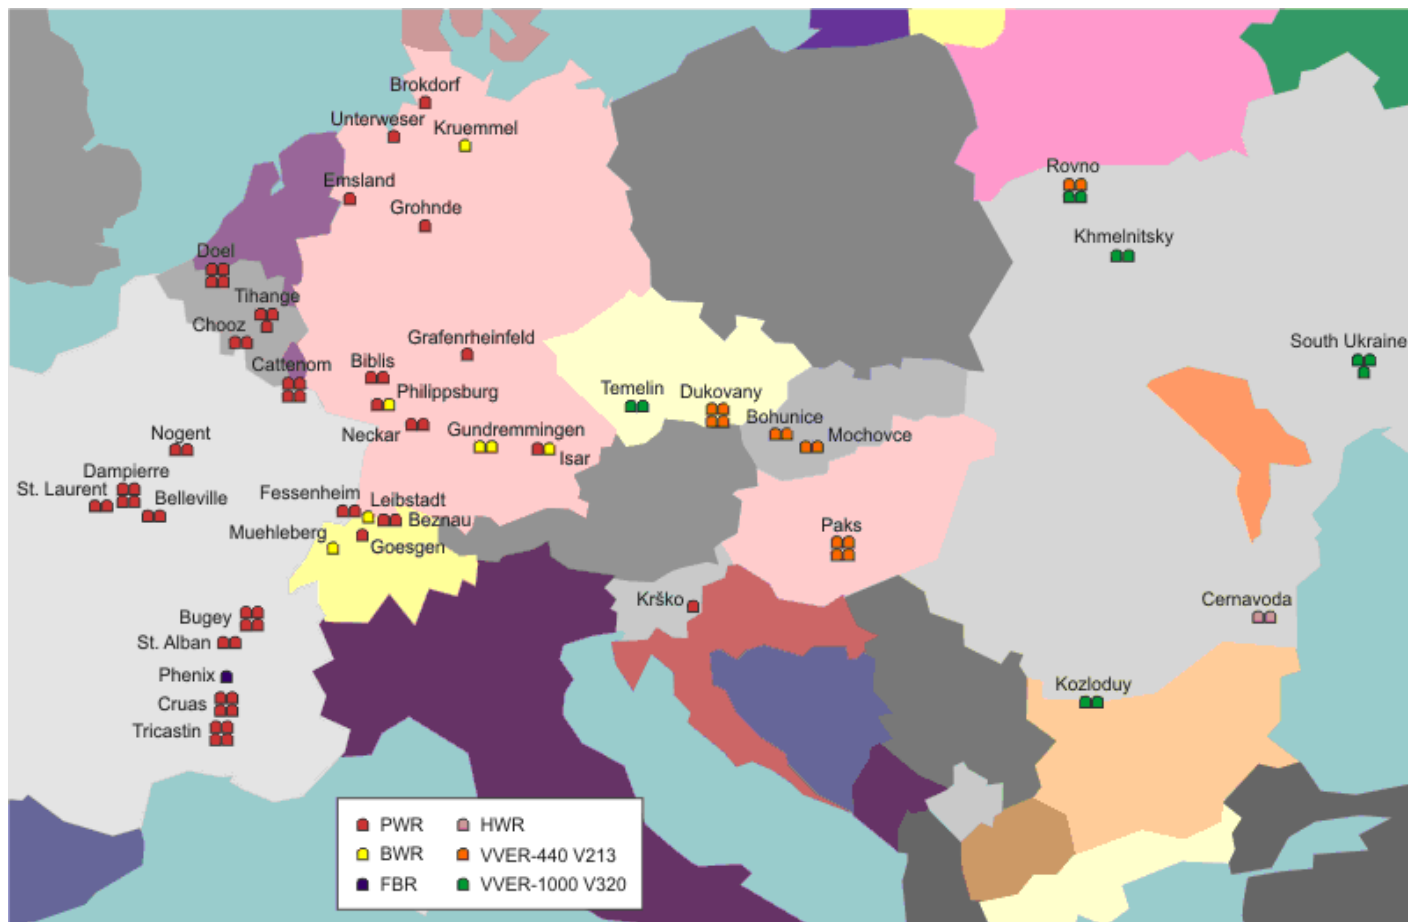 Brokdorf
Unterweser
Kruemmel
Rovno
Emsland
Grohnde
Khmelnitsky
Doel
Tihange
Chooz
South Ukraine
Grafenrheinfeld
Cattenom
Biblis
Philippsburg
Temelin
Dukovany
Bohunice
Neckar
Gundremmingen
Mochovce
Nogent
Isar
Dampierre
St. Laurent
Belleville
Fessenheim
Leibstadt
Beznau
Muehleberg
Goesgen
Paks
Krško
Cernavoda
Bugey
St. Alban
Phenix
Kozloduy
Cruas
Tricastin
PWR
HWR
BWR
VVER-440 V213
FBR
VVER-1000 V320